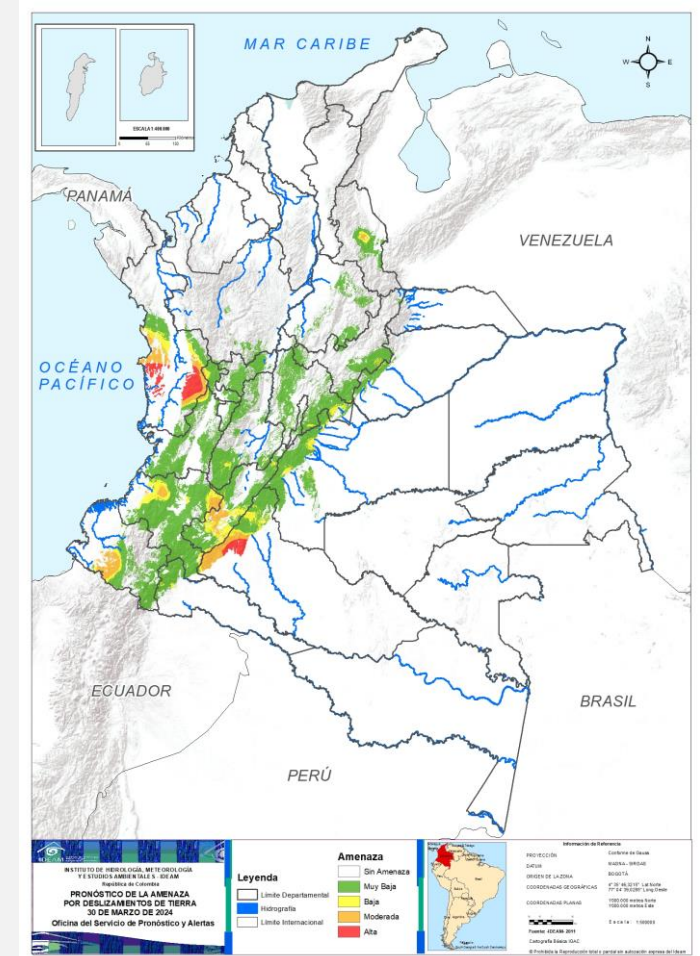 MAR CARIBE
N
W
E
S
PANAMÁ
VENEZUELA
OCÉANO
PACÍFICO
ECUADOR
BRASIL
PERÚ
INSTITUTO DE HIDROLOGÍA, METEOROLOGÍA
Y ESTUDIOS AMBIENTALES - IDEAM
República de Colombia
PRONÓSTICO DE LA AMENAZA
POR DESLIZAMIENTOS DE TIERRA
30 DE MARZO DE 2024
Oficina del Servicio de Pronóstico y Alertas
Leyenda
Límite Departamental
Hidrografía
Límite Internacional
Amenaza
Sin Amenaza
Muy Baja
Baja
Moderada
Alta
Información de Referencia
PROYECCIÓN
DATUM
ORIGEN DE LA ZONA
BOGOTÁ
COORDENADAS GEOGRÁFICAS
COORDENADAS PLANAS
Cartografía Básica IGAC